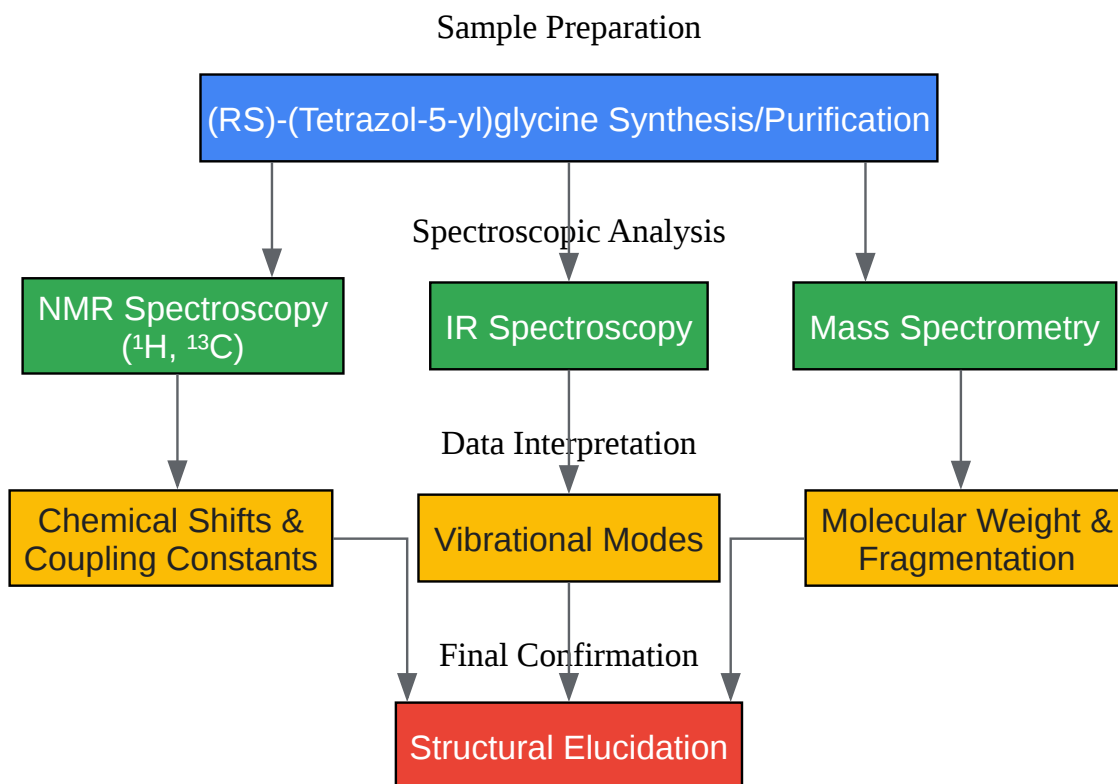 Sample Preparation
(RS)-(Tetrazol-5-yl)glycine Synthesis/Purification
Spectroscopic Analysis
NMR Spectroscopy
(¹H, ¹³C)
IR Spectroscopy
Mass Spectrometry
Data Interpretation
Chemical Shifts &
Coupling Constants
Vibrational Modes
Molecular Weight &
Fragmentation
Final Confirmation
Structural Elucidation